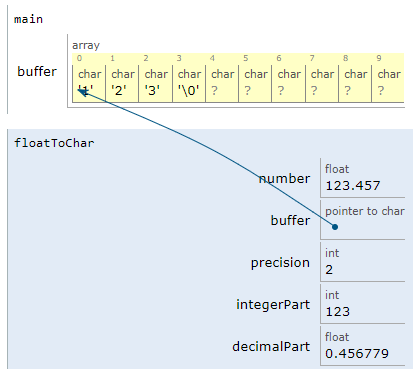 main
array
0 1 2 3 4 5 6 7 8 9
char char char char char char char char char char
buffer '1' '2' '3' '\0' ? ? ? ? ? ?
floatToChar
number float
123.457
buffer pointer to char
precision int
2
integerPart int
123
decimalPart float
0.456779